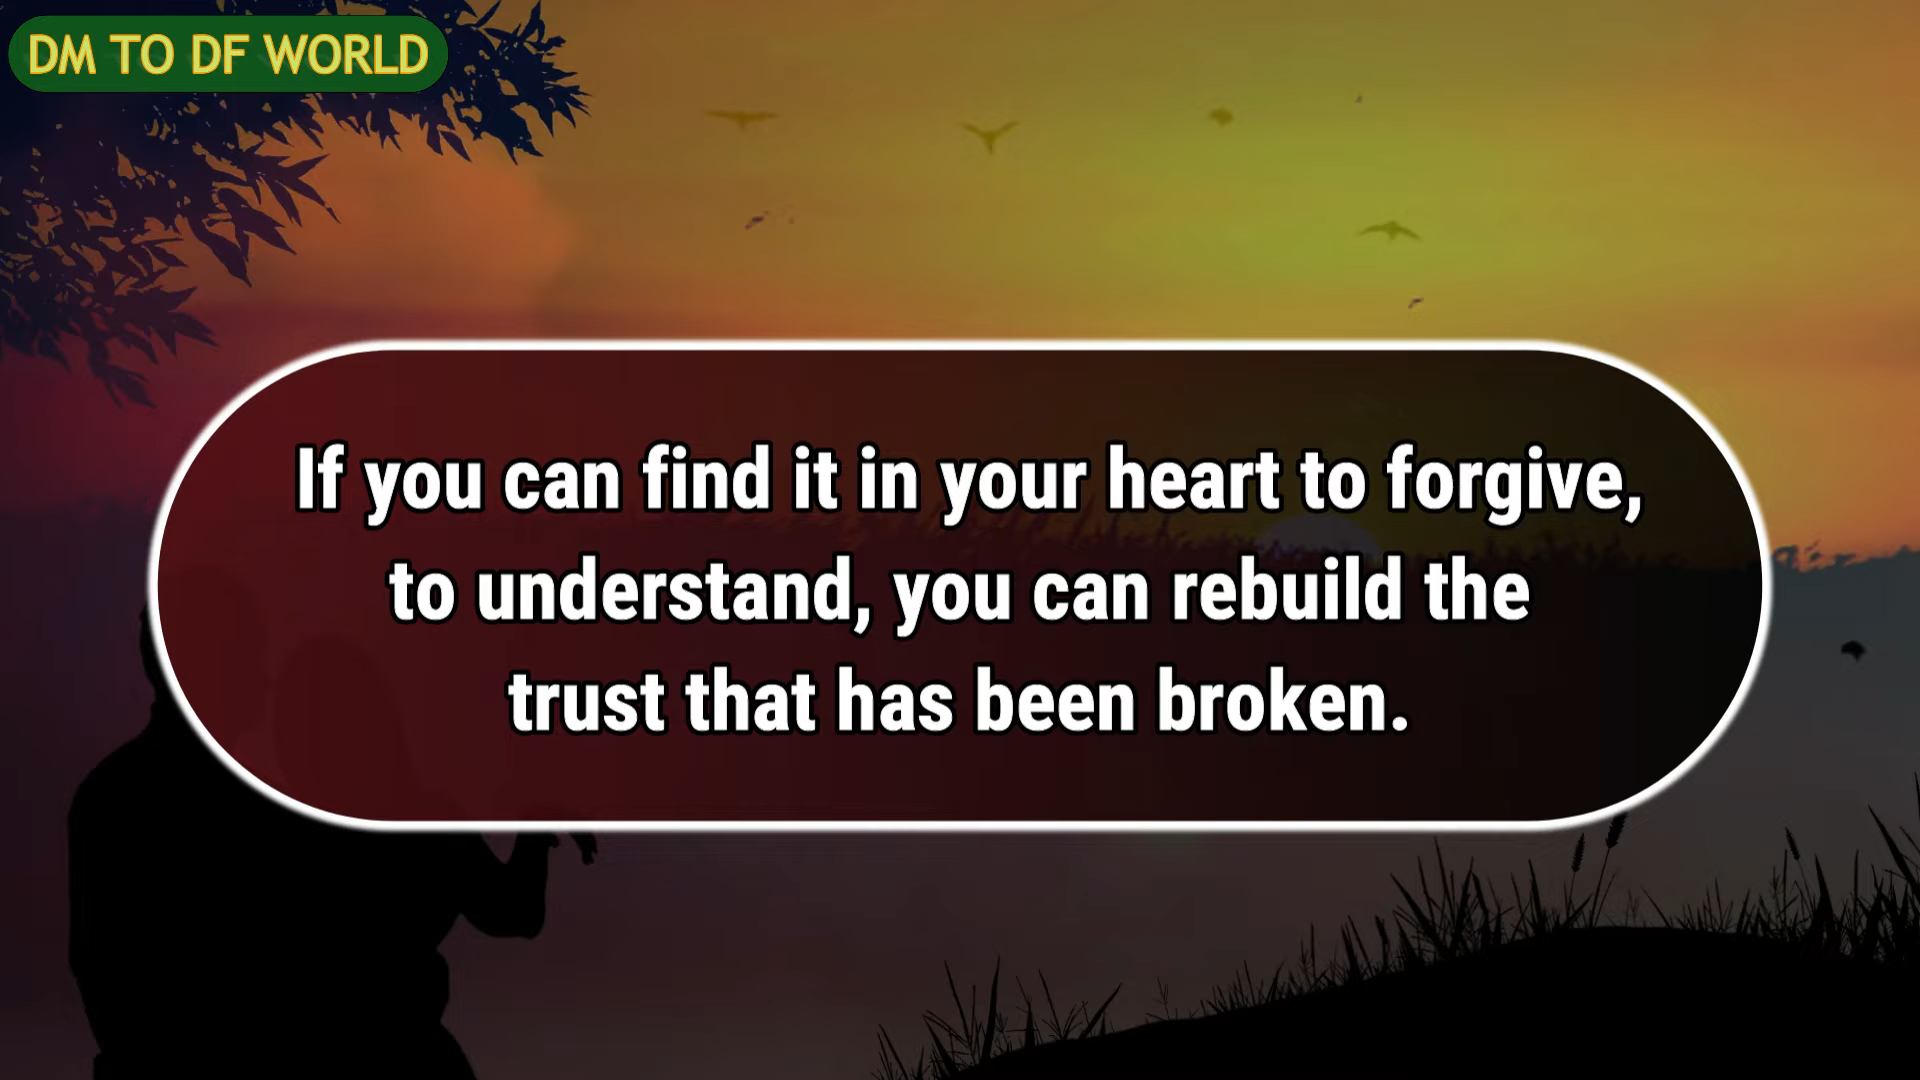 DM TO DF WORLD
If you can find it in your heart to forgive,
to understand, you can rebuild the
trust that has been broken.